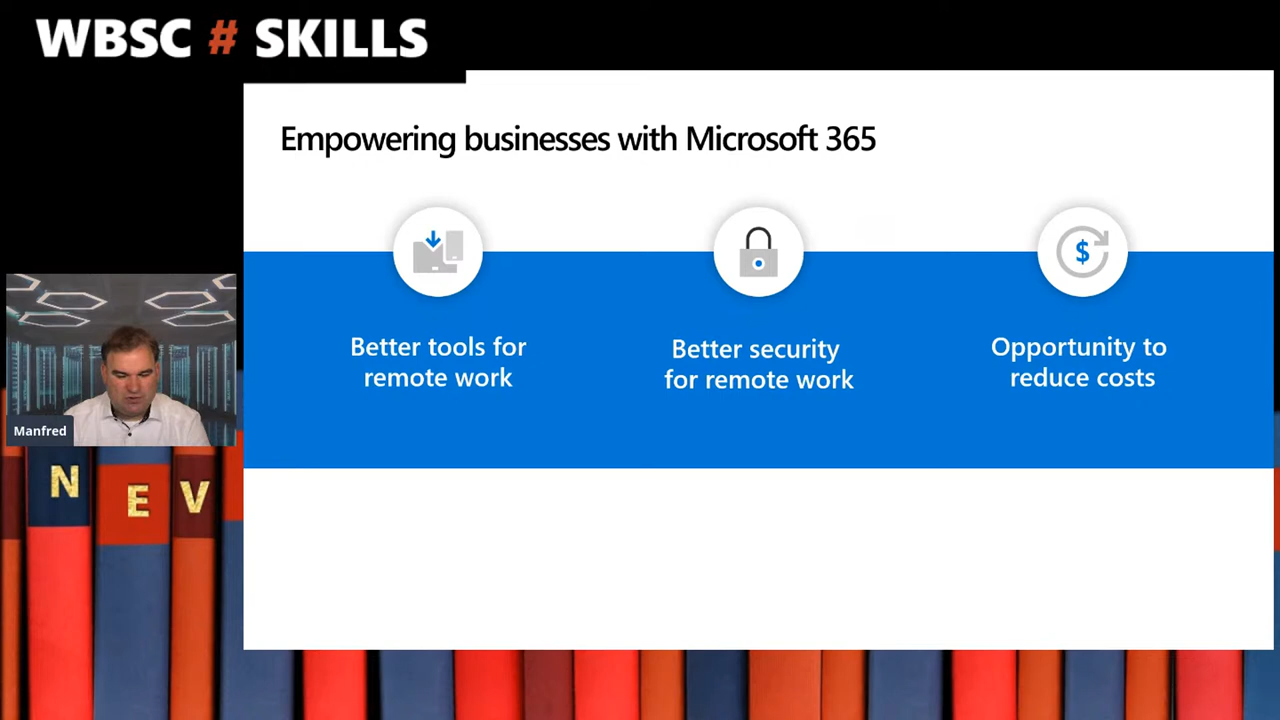 WBSC # SKILLS
Empowering businesses with Microsoft 365
Better tools for
remote work
Better security
for remote work
Opportunity to
reduce costs
$
Manfred
N
E
V